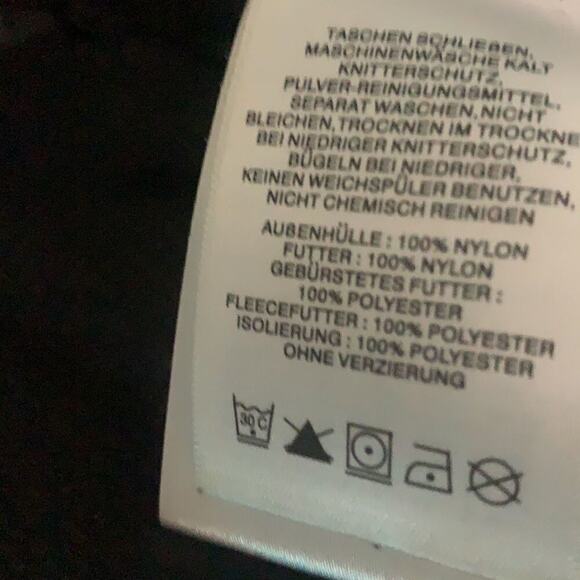 TASCHEN SCHLIEßEN,
MASCHINENWÄSCHE KALT
KNITTERSCHUTZ,
PULVER-REINIGUNGSMITTEL,
SEPARAT WASCHEN, NICHT
BLEICHEN, TROCKNEN IM TROCKNE
BEI NIEDRIGER KNITTERSCHUTZ,
BÜGELN BEI NIEDRIGER,
KEINEN WEICHSPÜLER BENUTZEN,
NICHT CHEMISCH REINIGEN
AUßENHÜLLE : 100% NYLON
FUTTER : 100% NYLON
GEBÜRSTETES FUTTER :
100% POLYESTER
FLEECEFUTTER : 100% POLYESTER
ISOLIERUNG : 100% POLYESTER
OHNE VERZIERUNG
30 C